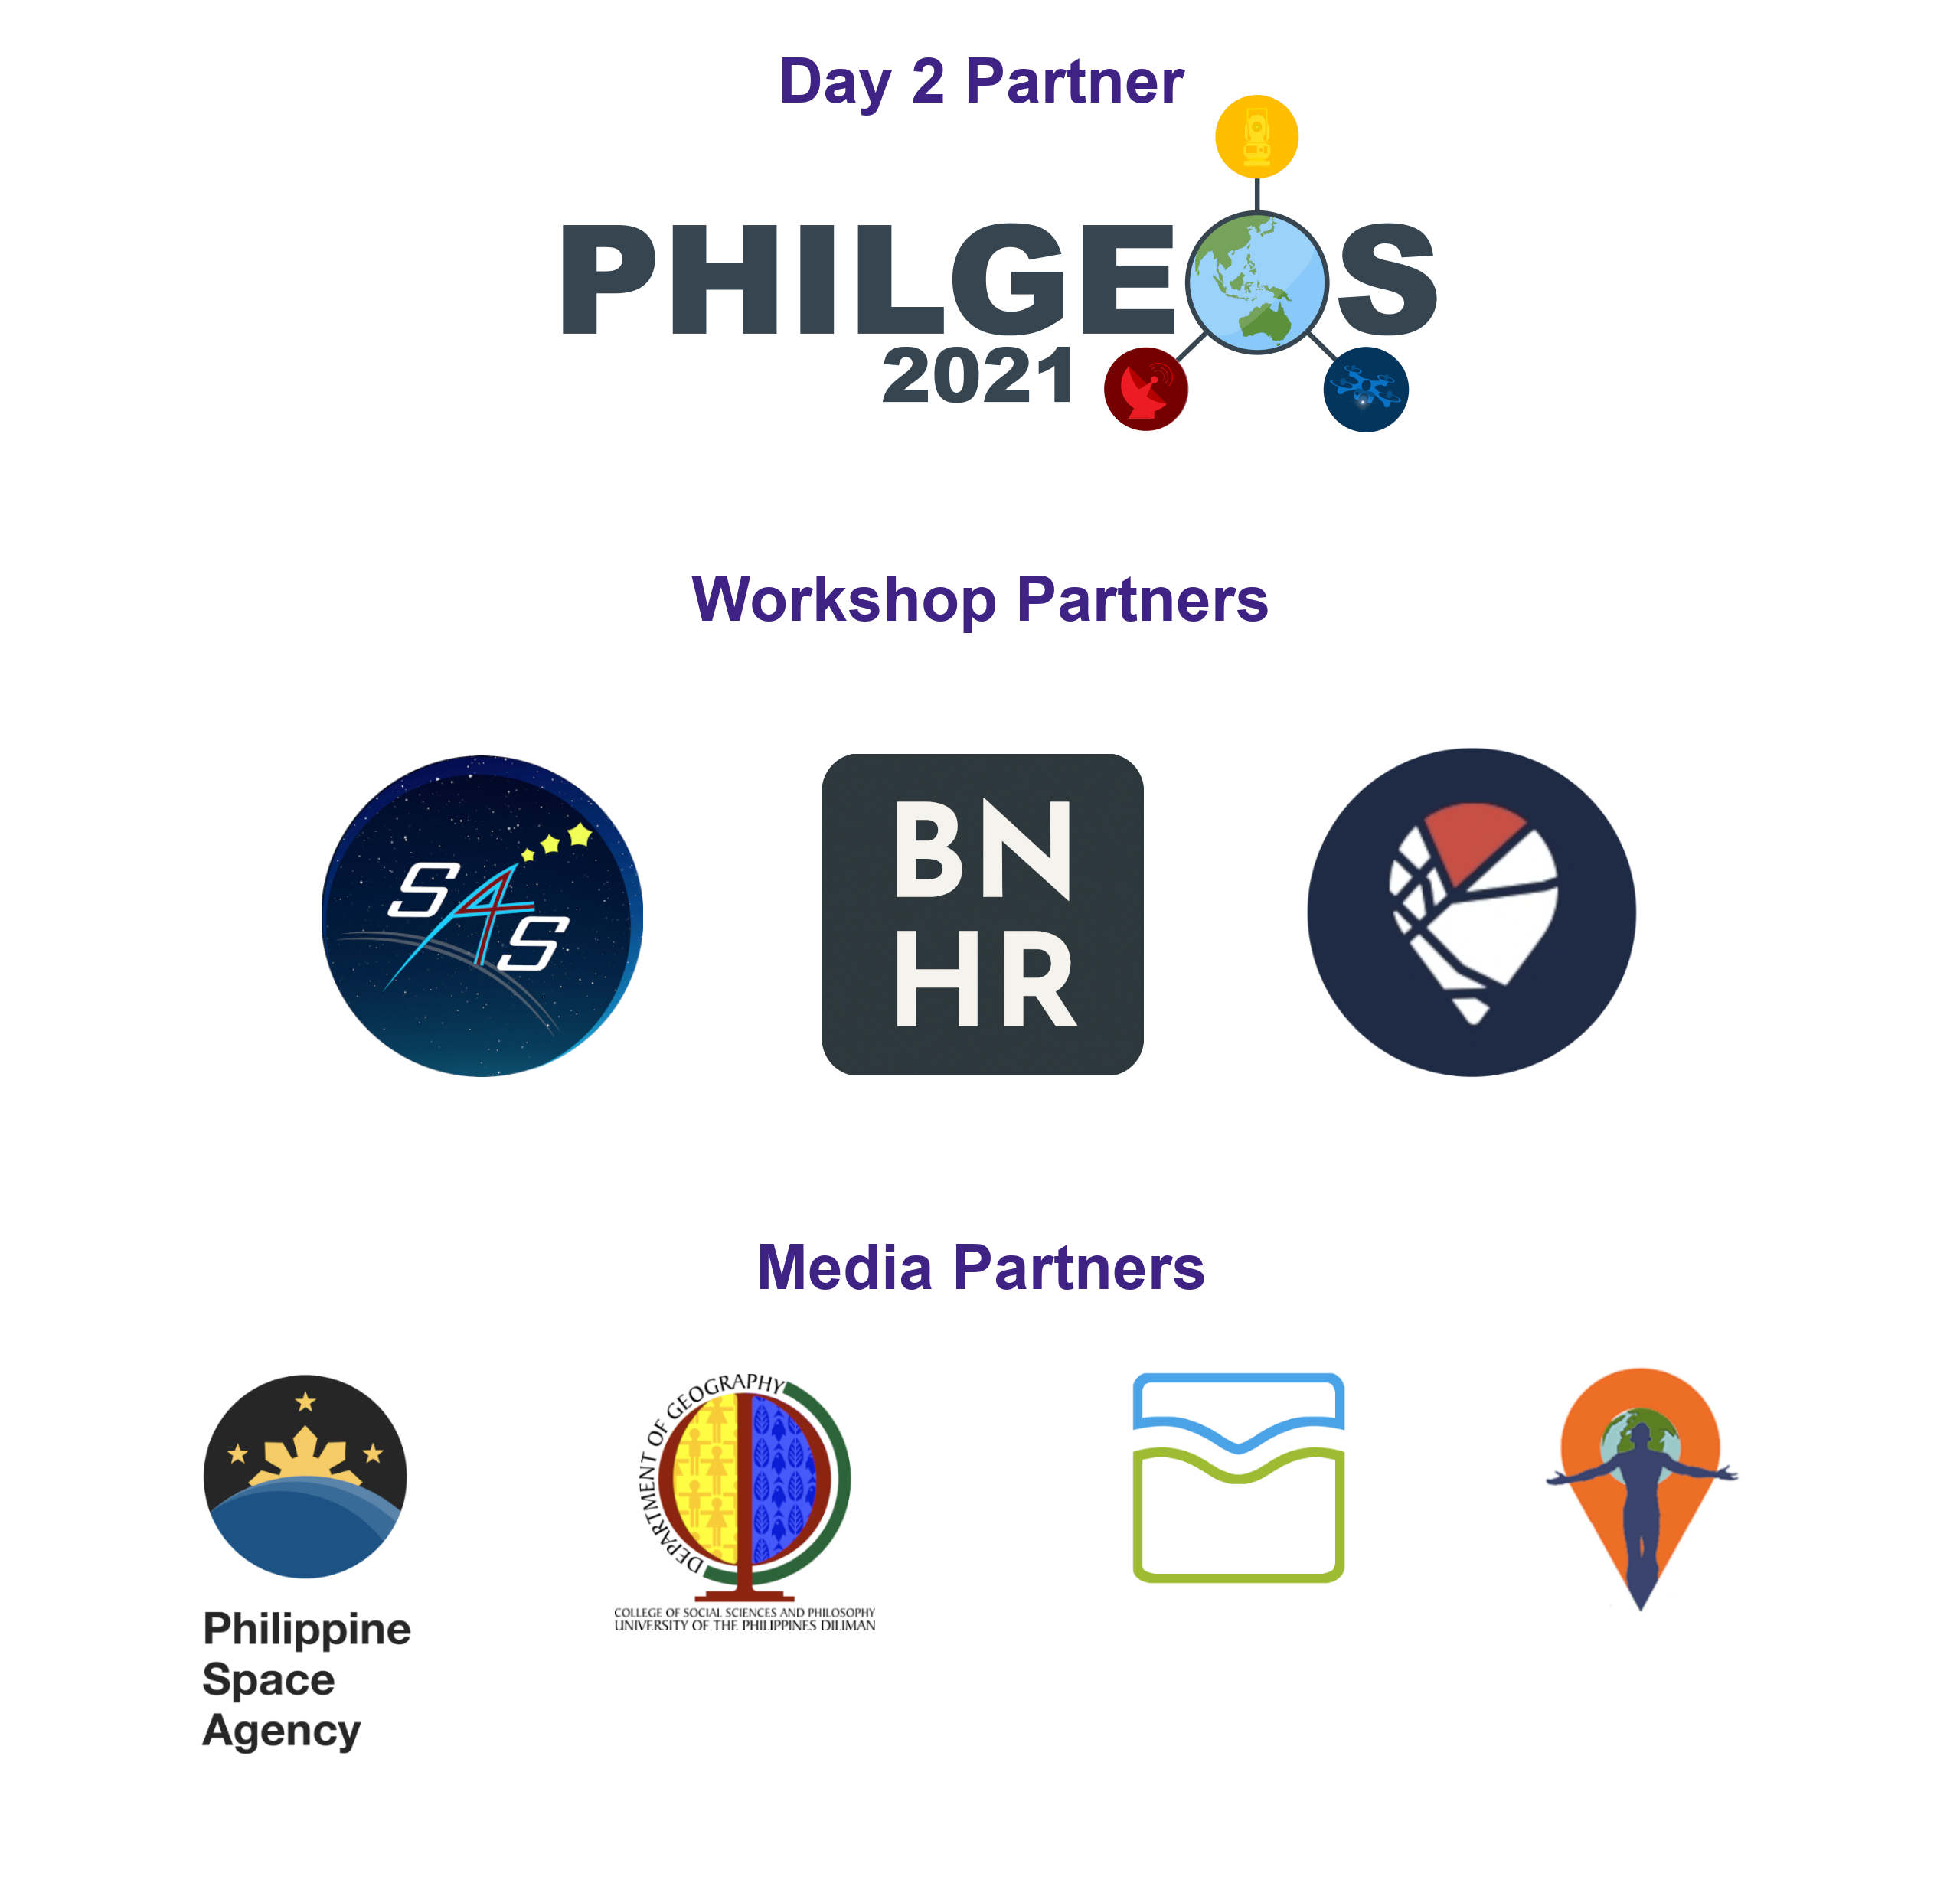 Day 2 Partner
PHILGEOS
2021
Workshop Partners
S4S
BN
HR
Media Partners
DEPARTMENT OF GEOGRAPHY
COLLEGE OF SOCIAL SCIENCES AND PHILOSOPHY
UNIVERSITY OF THE PHILIPPINES DILIMAN
Philippine
Space
Agency